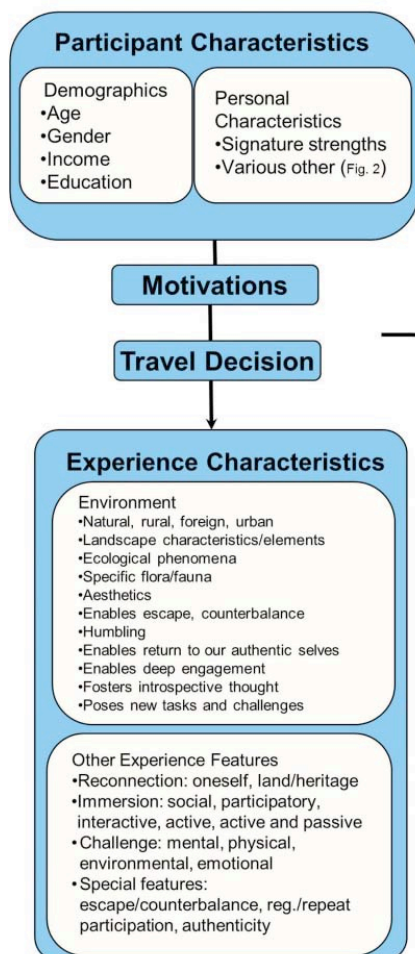 Participant Characteristics
Demographics
•Age
•Gender
•Income
•Education
Personal
Characteristics
•Signature strengths
•Various other (Fig. 2)
Motivations
Travel Decision
Experience Characteristics
Environment
•Natural, rural, foreign, urban
•Landscape characteristics/elements
•Ecological phenomena
•Specific flora/fauna
•Aesthetics
•Enables escape, counterbalance
•Humbling
•Enables return to our authentic selves
•Enables deep engagement
•Fosters introspective thought
•Poses new tasks and challenges
Other Experience Features
•Reconnection: oneself, land/heritage
•Immersion: social, participatory,
interactive, active, active and passive
•Challenge: mental, physical,
environmental, emotional
•Special features:
escape/counterbalance, reg./repeat
participation, authenticity